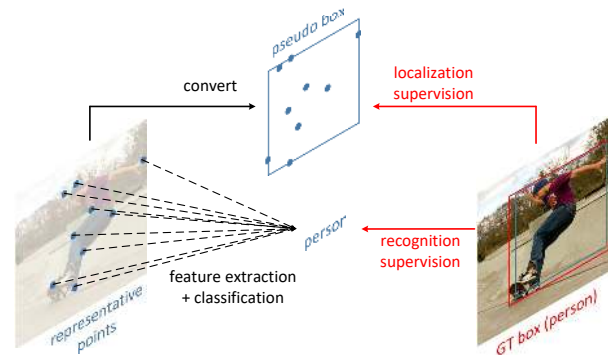 pseudo box
convert
localization
supervision
person
recognition
supervision
feature extraction
+ classification
representative
points
GT box (person)